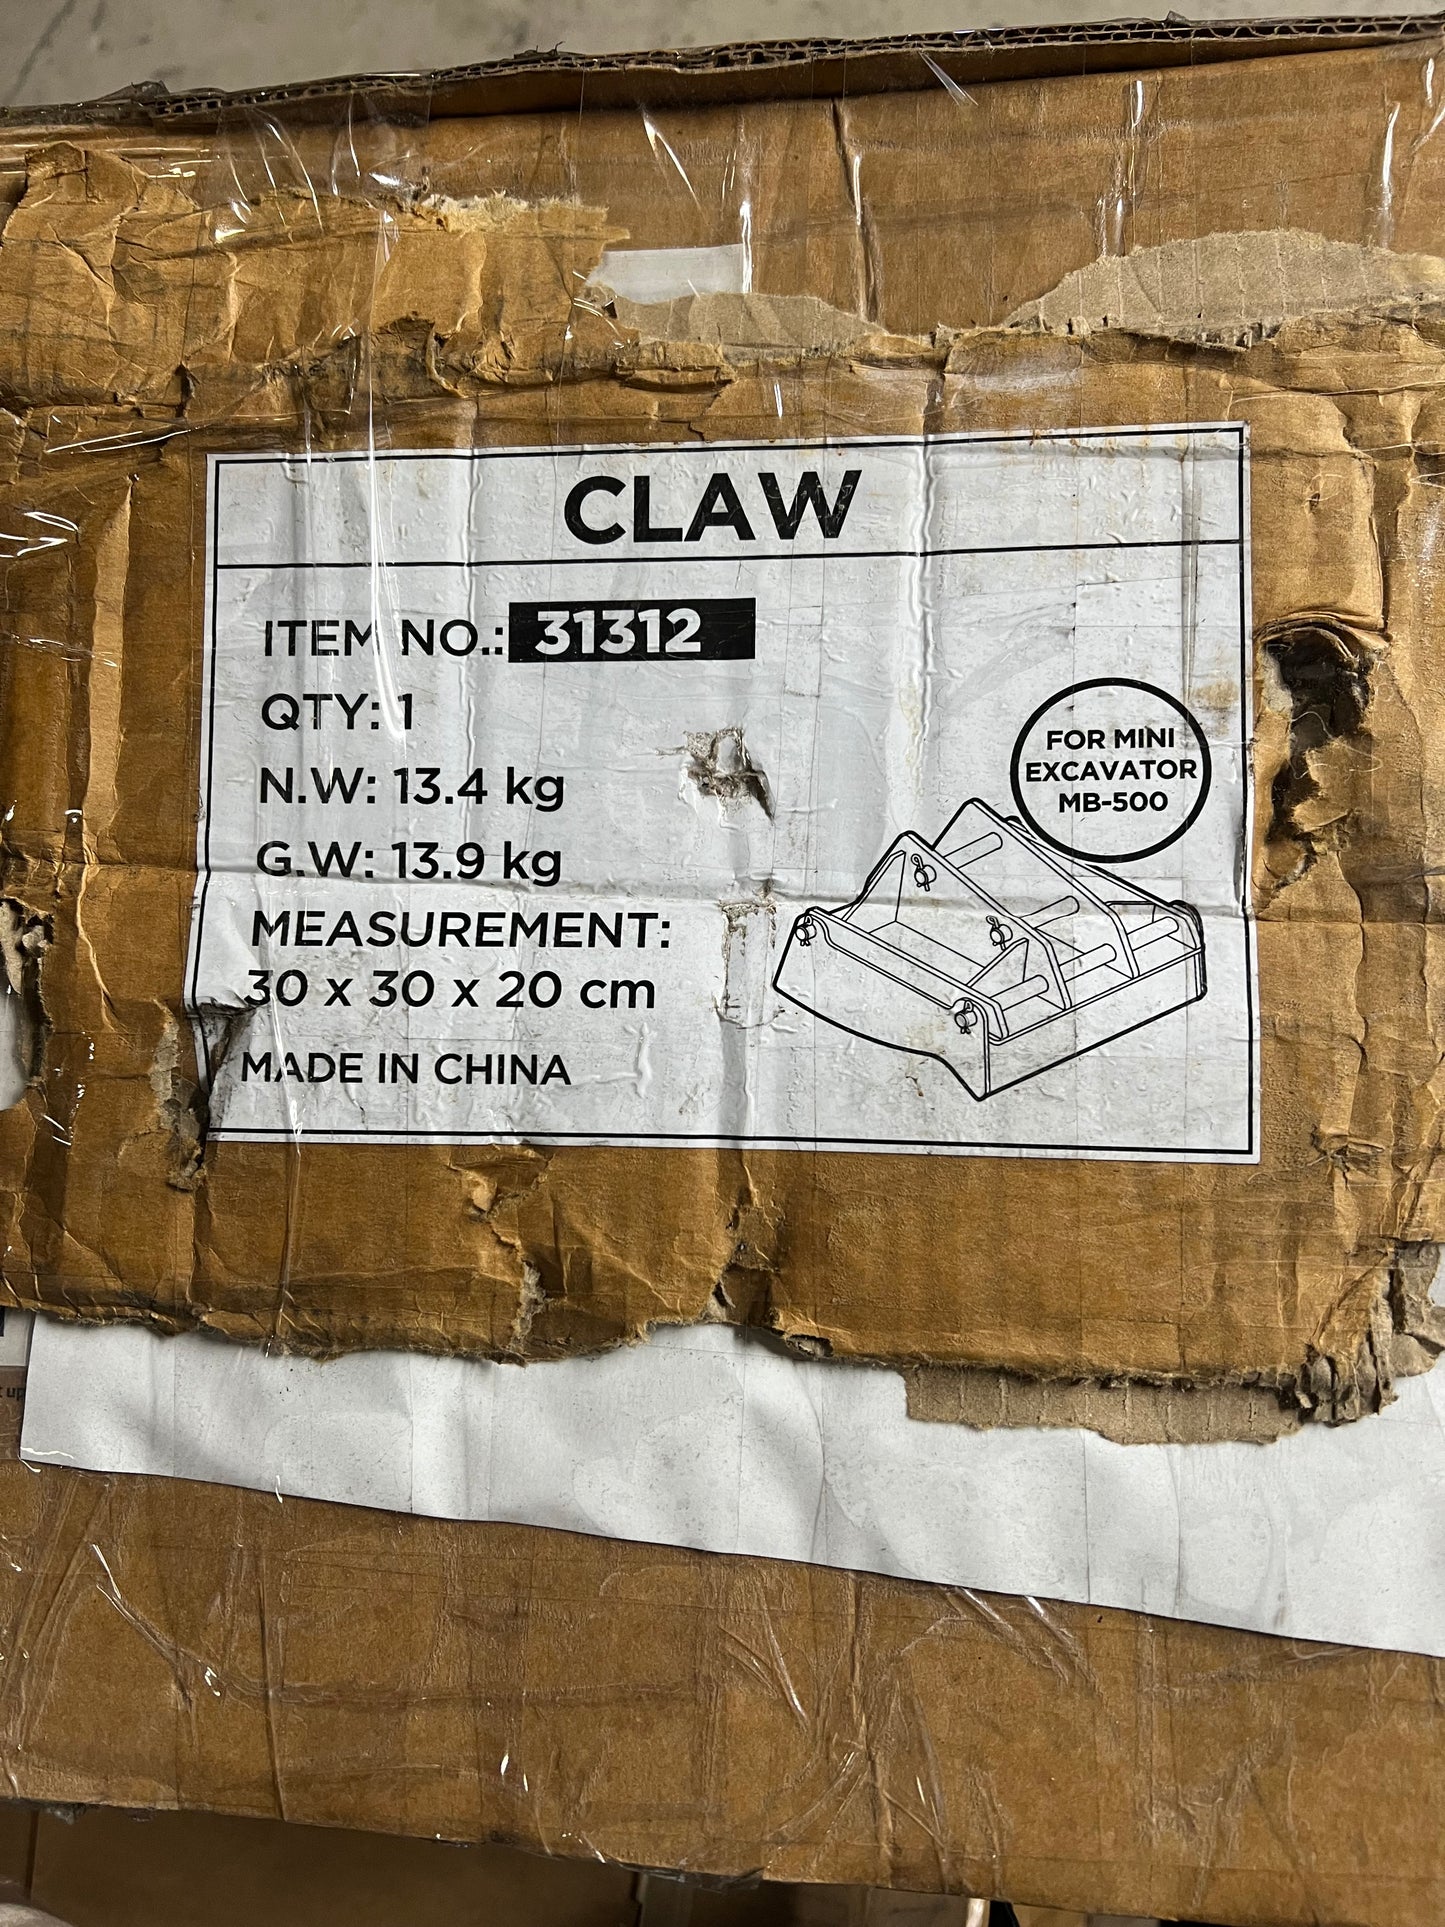 CLAW
ITEM NO.: 31312
QTY: 1
N.W: 13.4 kg
G.W: 13.9 kg
MEASUREMENT:
30 x 30 x 20 cm
MADE IN CHINA
FOR MINI
EXCAVATOR
MB-500